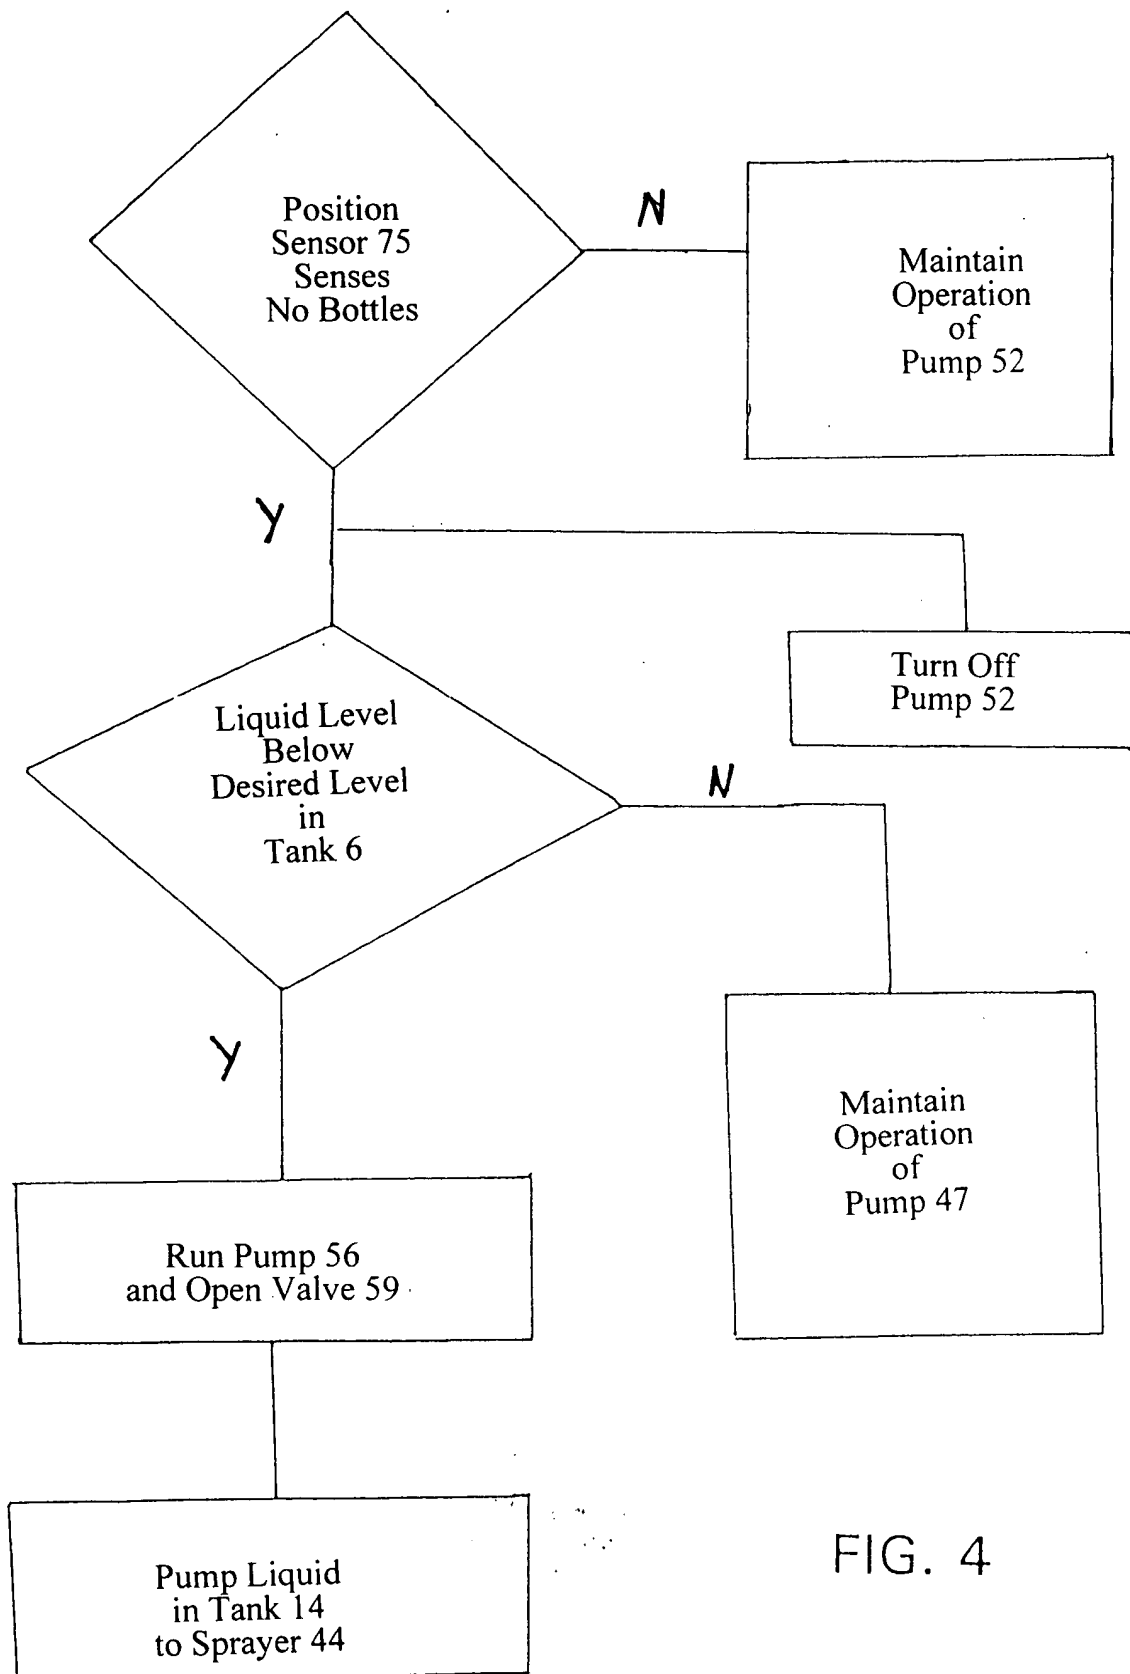 Position
Sensor 75
Senses
No Bottles
N
Maintain
Operation
of
Pump 52
Y
Turn Off
Pump 52
Liquid Level
Below
Desired Level
in
Tank 6
N
Y
Maintain
Operation
of
Pump 47
Run Pump 56
and Open Valve 59
Pump Liquid
in Tank 14
to Sprayer 44
FIG. 4